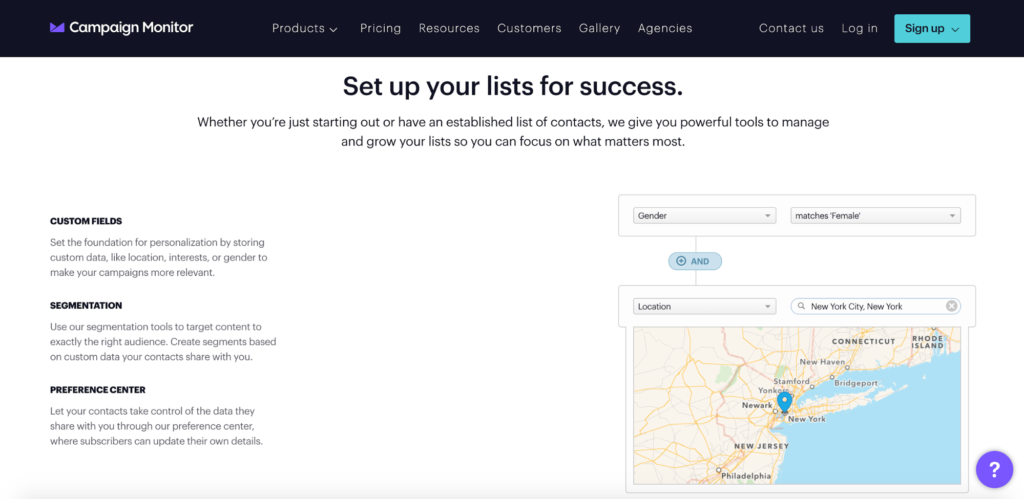 Campaign Monitor
Products
Pricing
Resources
Customers
Gallery
Agencies
Contact us
Log in
Sign up
Set up your lists for success.
Whether you're just starting out or have an established list of contacts, we give you powerful tools to manage
and grow your lists so you can focus on what matters most.
CUSTOM FIELDS
Set the foundation for personalization by storing
custom data, like location, interests, or gender to
make your campaigns more relevant.
SEGMENTATION
Use our segmentation tools to target content to
exactly the right audience. Create segments based
on custom data your contacts share with you.
PREFERENCE CENTER
Let your contacts take control of the data they
share with you through our preference center,
where subscribers can update their own details.
Gender
matches 'Female'
AND
Location
New York City, New York
CONNECTICUT
RHODE
ISLAND
New Haven
Stamford
Bridgeport
Yonkers
Newark
New York
NEW JERSEY
Philadelphia
?